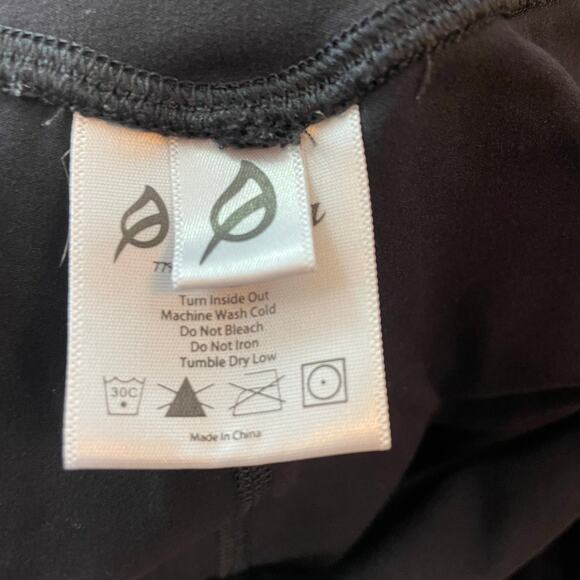 Turn Inside Out
Machine Wash Cold
Do Not Bleach
Do Not Iron
Tumble Dry Low
30C
Made in China